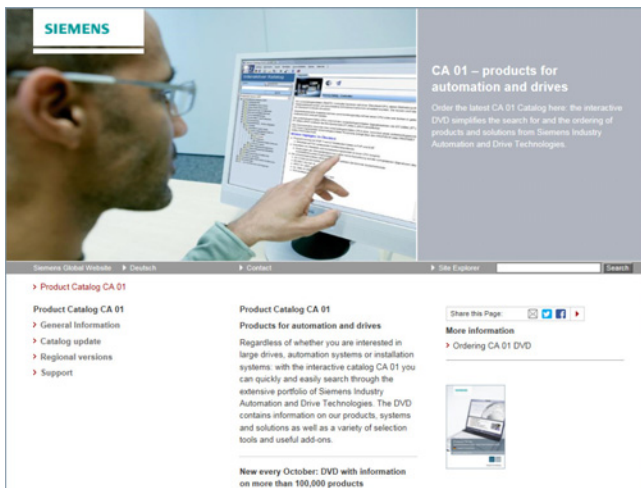 SIEMENS
CA 01 – products for
automation and drives
Order the latest CA 01 Catalog here: the interactive
DVD simplifies the search for and the ordering of
products and solutions from Siemens Industry
Automation and Drive Technologies.
Siemens Global Website Deutsch Contact Site Explorer Search
Product Catalog CA 01
Product Catalog CA 01
General Information
Catalog update
Regional versions
Support
Product Catalog CA 01
Products for automation and drives
Regardless of whether you are interested in
large drives, automation systems or installation
systems: with the interactive catalog CA 01 you
can quickly and easily search through the
extensive portfolio of Siemens Industry
Automation and Drive Technologies. The DVD
contains information on our products, systems
and solutions as well as a variety of selection
tools and useful add-ons.
New every October: DVD with information
on more than 100,000 products
Share this Page:
More information
Ordering CA 01 DVD